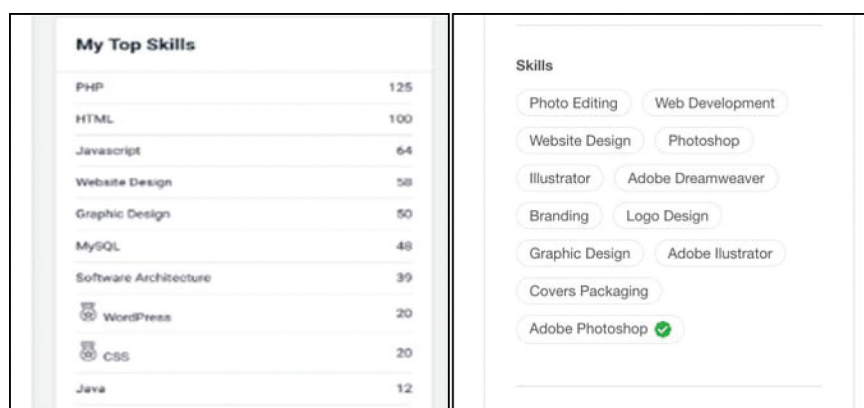 My Top Skills
PHP 125
HTML 100
Javascript 64
Website Design 58
Graphic Design 50
MySQL 48
Software Architecture 39
WordPress 20
CSS 20
Java 12
Skills
Photo Editing Web Development
Website Design Photoshop
Illustrator Adobe Dreamweaver
Branding Logo Design
Graphic Design Adobe Ilustrator
Covers Packaging
Adobe Photoshop